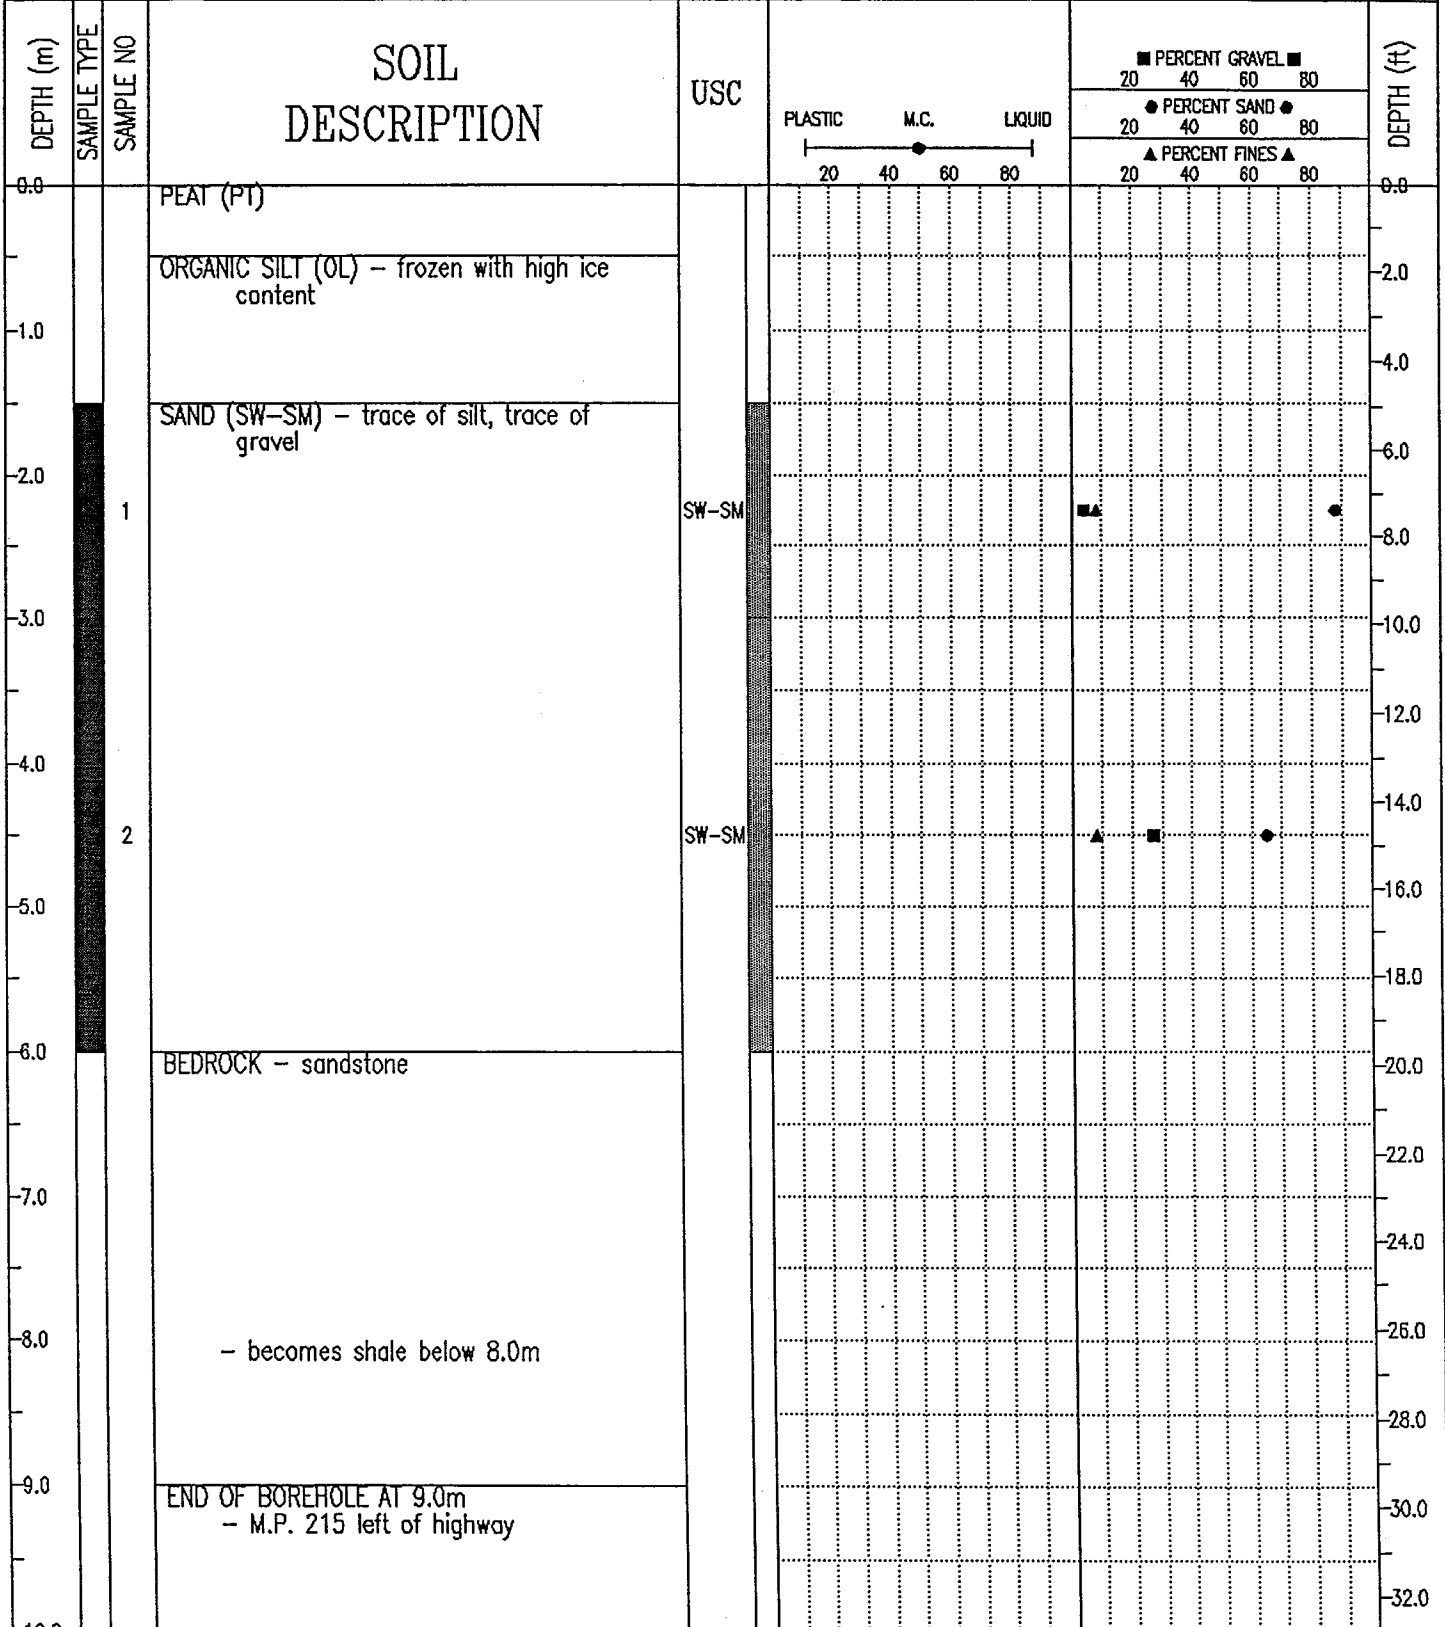 DEPTH (m)
SAMPLE TYPE
SAMPLE NO
SOIL
DESCRIPTION
USC
PLASTIC M.C. LIQUID
20 40 60 80
■ PERCENT GRAVEL ■
20 40 60 80
● PERCENT SAND ●
20 40 60 80
▲ PERCENT FINES ▲
20 40 60 80
DEPTH (ft)
0.0
PEAT (PT)
0.0
ORGANIC SILT (OL) – frozen with high ice
content
2.0
1.0
4.0
SAND (SW–SM) – trace of silt, trace of
gravel
6.0
2.0
1
SW–SM
8.0
3.0
10.0
12.0
4.0
14.0
2
SW–SM
16.0
5.0
18.0
6.0
BEDROCK – sandstone
20.0
22.0
7.0
24.0
8.0
– becomes shale below 8.0m
26.0
28.0
9.0
END OF BOREHOLE AT 9.0m
– M.P. 215 left of highway
30.0
32.0